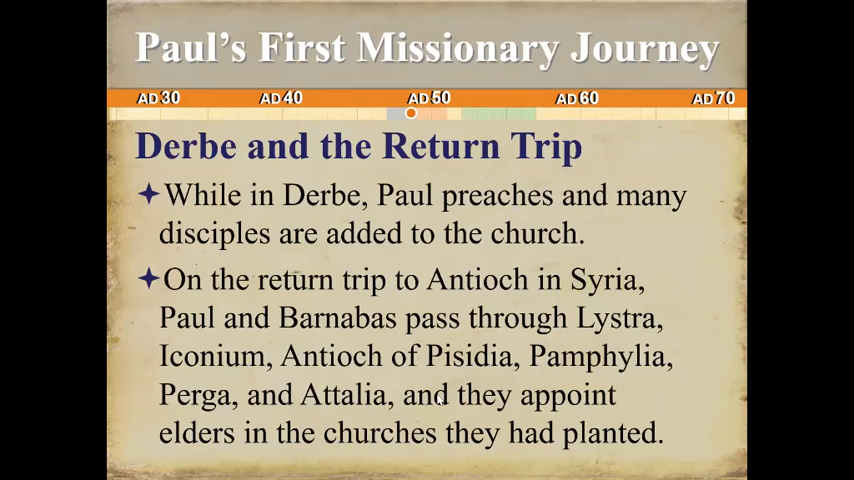 Paul's First Missionary Journey
AD 30 AD 40 AD 50 AD 60 AD 70
Derbe and the Return Trip
While in Derbe, Paul preaches and many
disciples are added to the church.
On the return trip to Antioch in Syria,
Paul and Barnabas pass through Lystra,
Iconium, Antioch of Pisidia, Pamphylia,
Perga, and Attalia, and they appoint
elders in the churches they had planted.